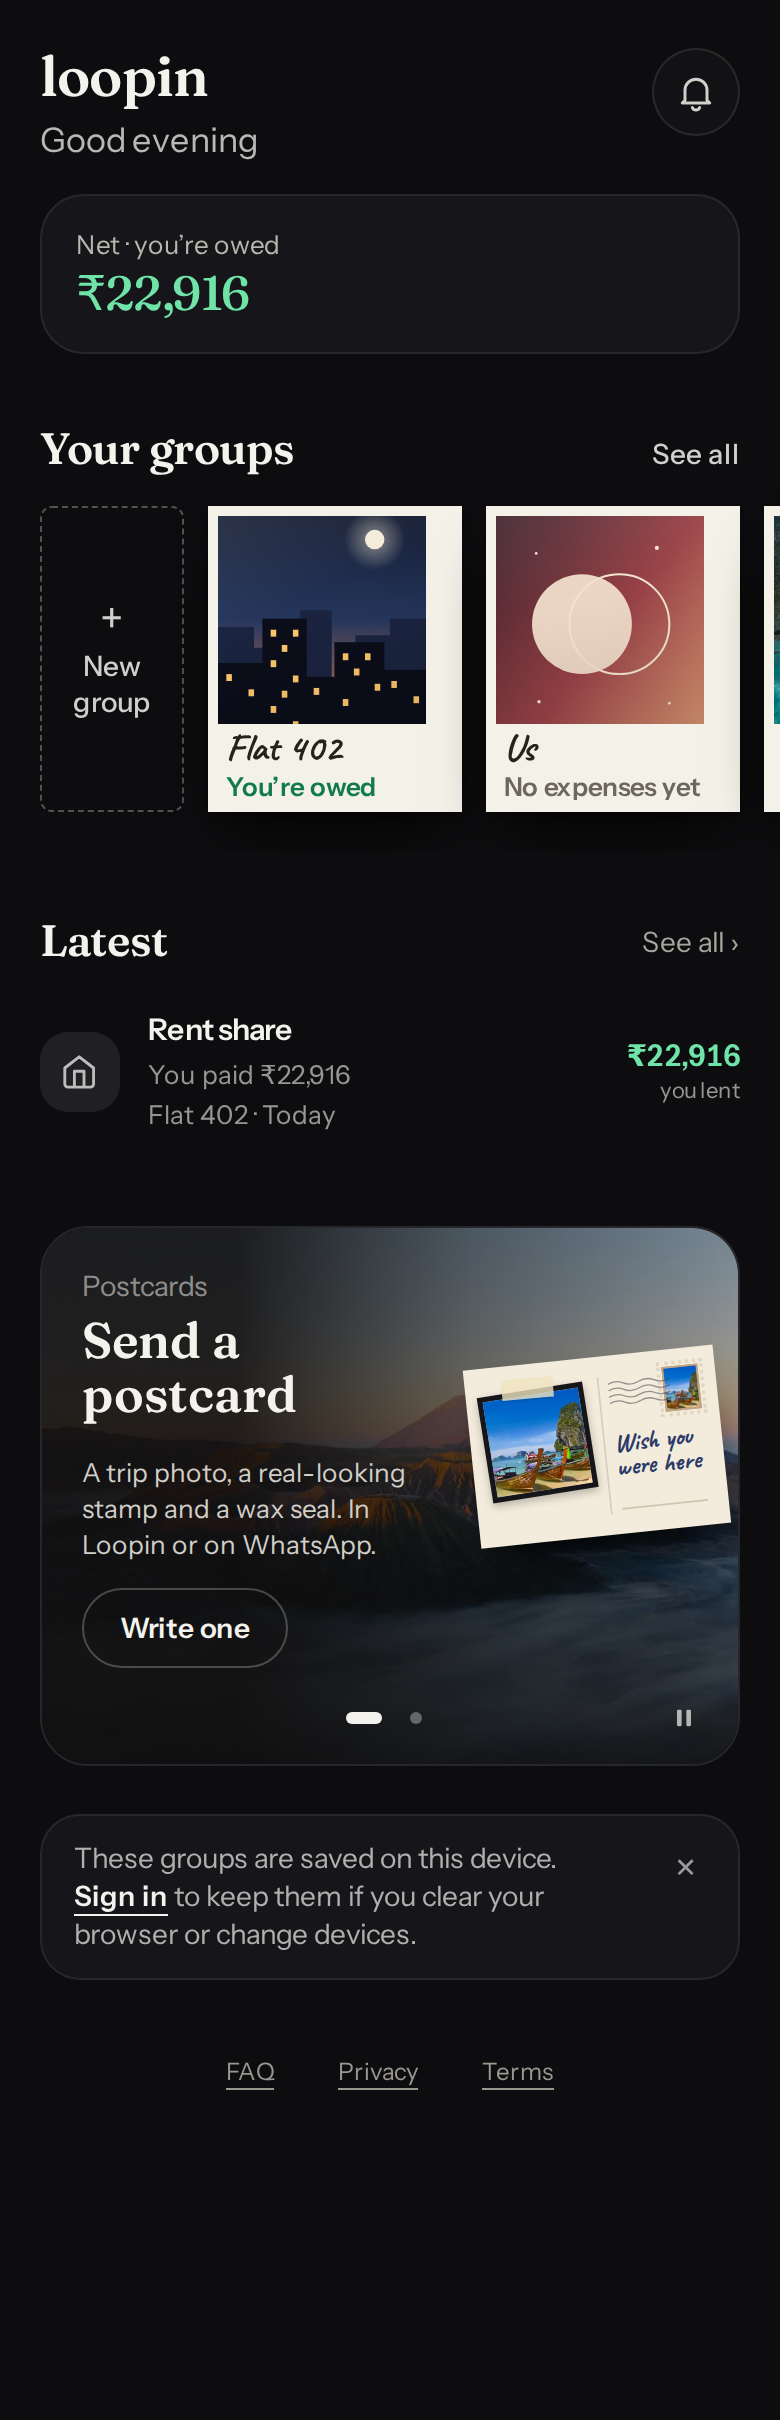 loopin
Good evening
Net · you’re owed
₹22,916
Your groups
See all
+
New
group
Flat 402
You’re owed
Us
No expenses yet
Latest
See all ›
Rent share
You paid ₹22,916
Flat 402 · Today
₹22,916
you lent
Postcards
Send a
postcard
A trip photo, a real-looking
stamp and a wax seal. In
Loopin or on WhatsApp.
Wish you
were here
Write one
These groups are saved on this device.
Sign in to keep them if you clear your
browser or change devices.
FAQ
Privacy
Terms